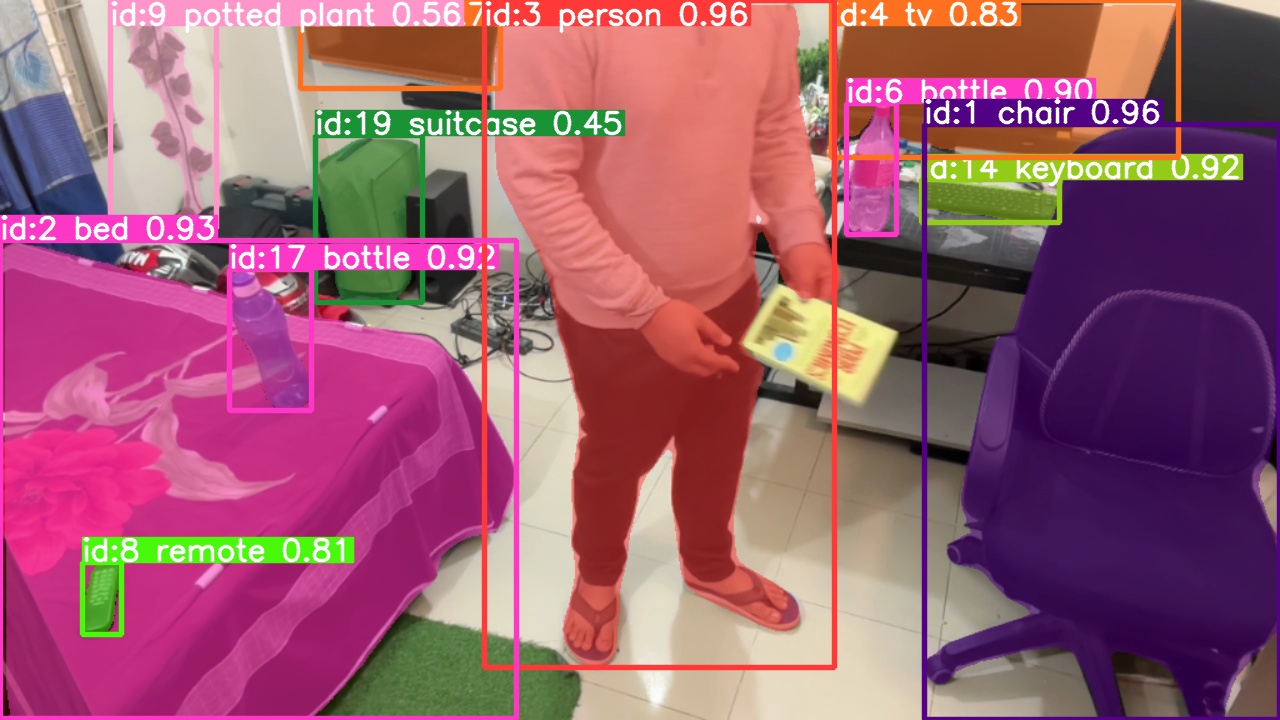 id:9 potted plant 0.56
7
id:3 person 0.96
d:4 tv 0.83
id:6 bottle 0.90
id:1 chair 0.96
id:19 suitcase 0.45
d:14 keyboard 0.92
id:2 bed 0.93
id:17 bottle 0.92
id:8 remote 0.81